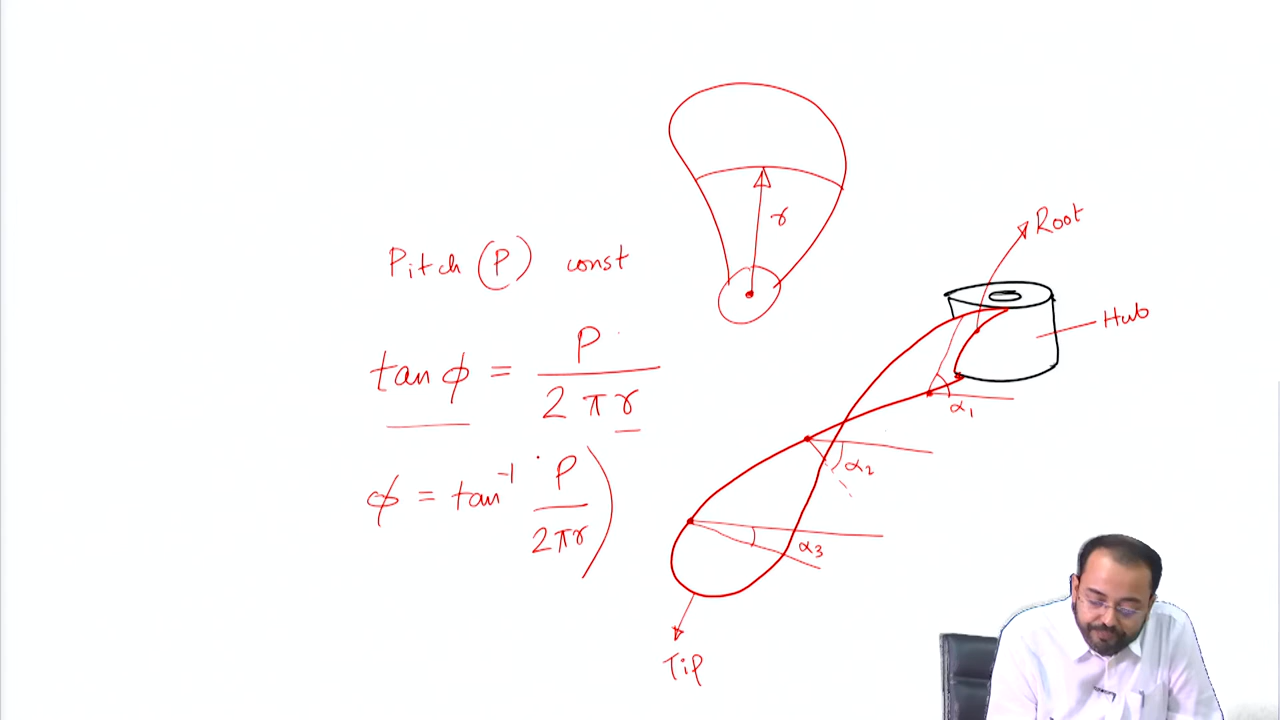 Pitch (P) const
tan φ = P / 2πr
φ = tan⁻¹ P / 2πr)
r
Root
Hub
α₁
α₂
α₃
Tip